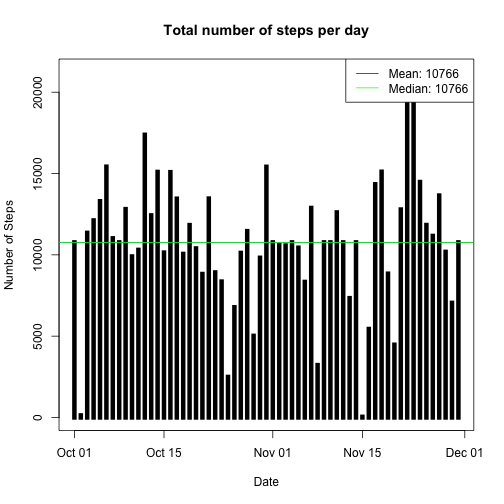 Total number of steps per day
Mean: 10766
Median: 10766
Number of Steps
20000
15000
10000
5000
0
Oct 01 Oct 15 Nov 01 Nov 15 Dec 01
Date